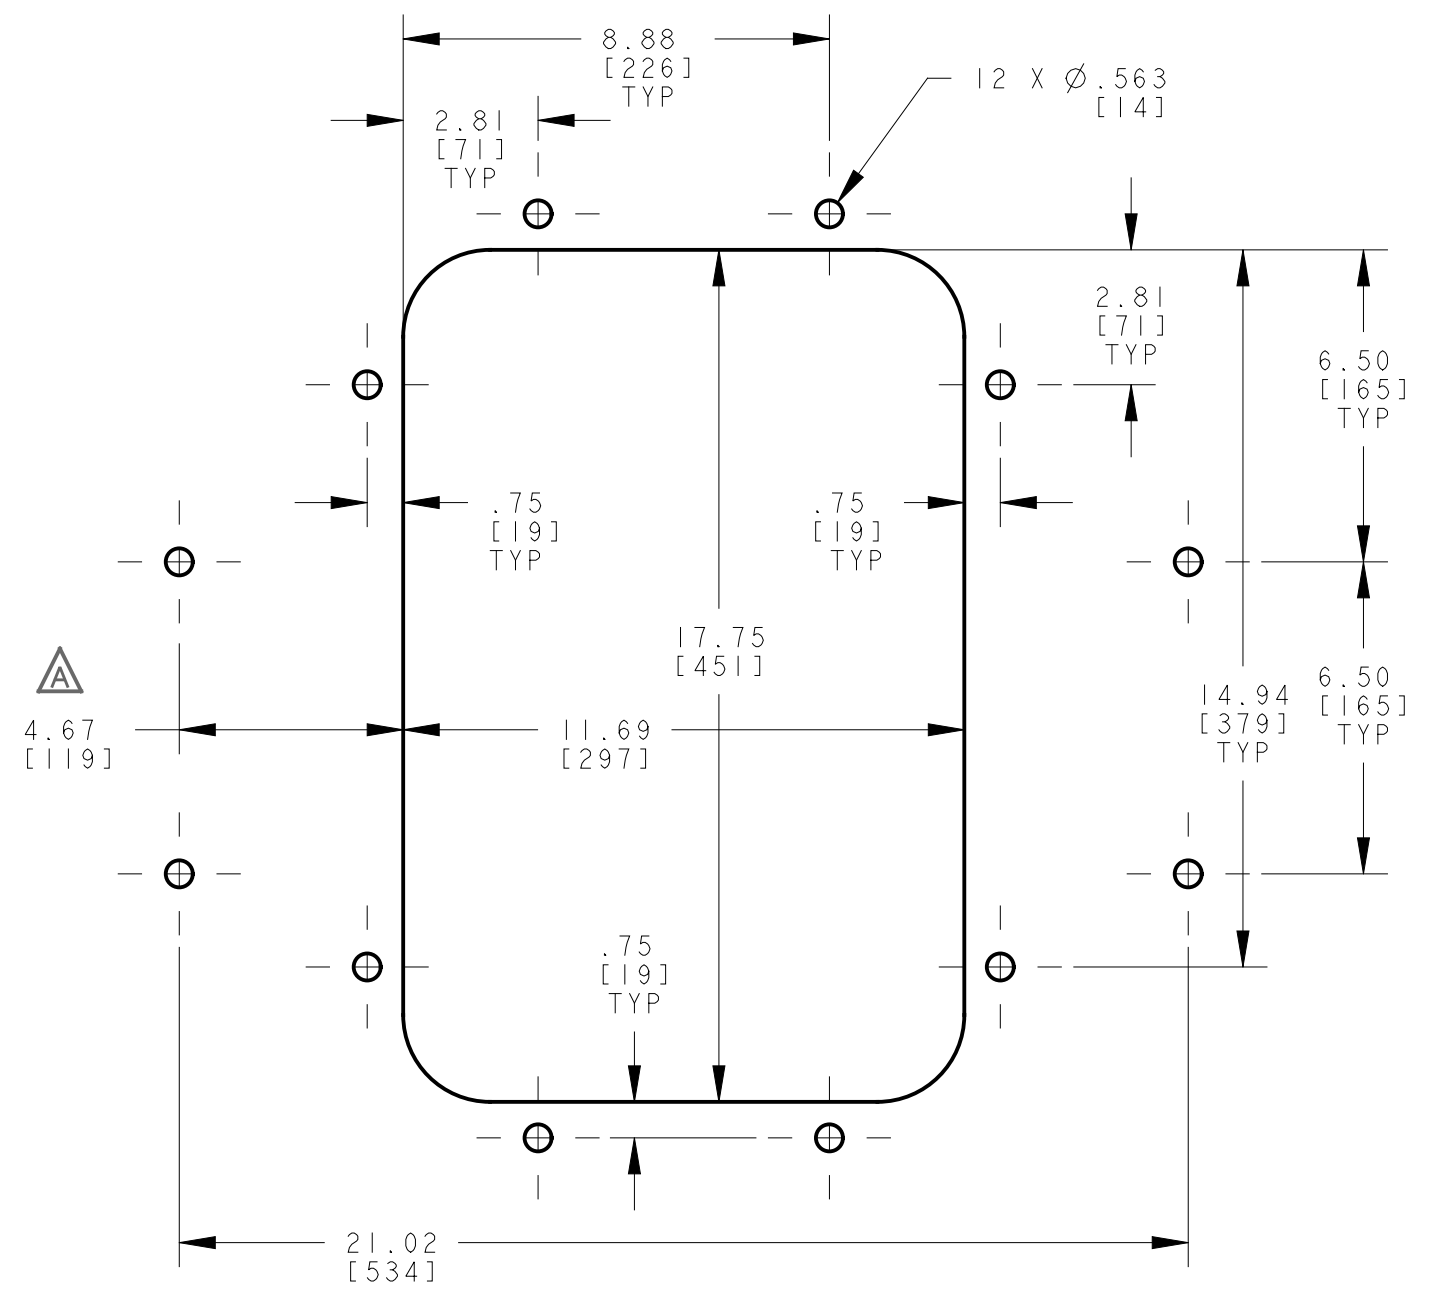 8.88
[226]
TYP
12 X Ø.563
[14]
2.81
[71]
TYP
2.81
[71]
TYP
6.50
[165]
TYP
.75
[19]
TYP
.75
[19]
TYP
17.75
[451]
A
4.67
[119]
11.69
[297]
14.94
[379]
TYP
6.50
[165]
TYP
.75
[19]
TYP
21.02
[534]